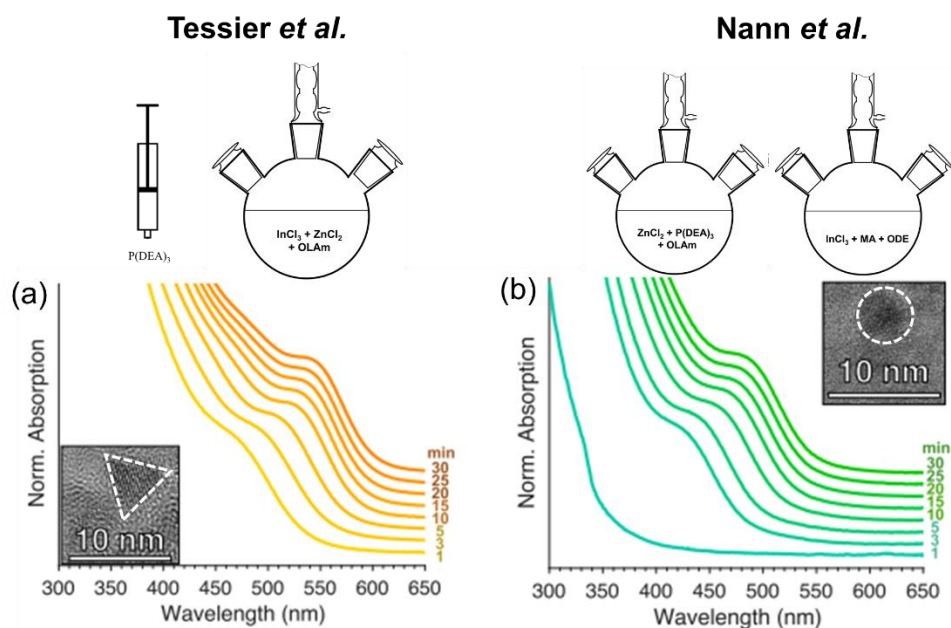 Tessier et al.
Nann et al.
P(DEA)3
InCl3 + ZnCl2
+ OLAm
ZnCl2 + P(DEA)3
+ OLAm
InCl3 + MA + ODE
(a)
Norm. Absorption
10 nm
min
30
25
20
15
10
5
3
1
300 350 400 450 500 550 600 650
Wavelength (nm)
(b)
Norm. Absorption
10 nm
min
30
25
20
15
10
5
3
1
300 350 400 450 500 550 600 650
Wavelength (nm)